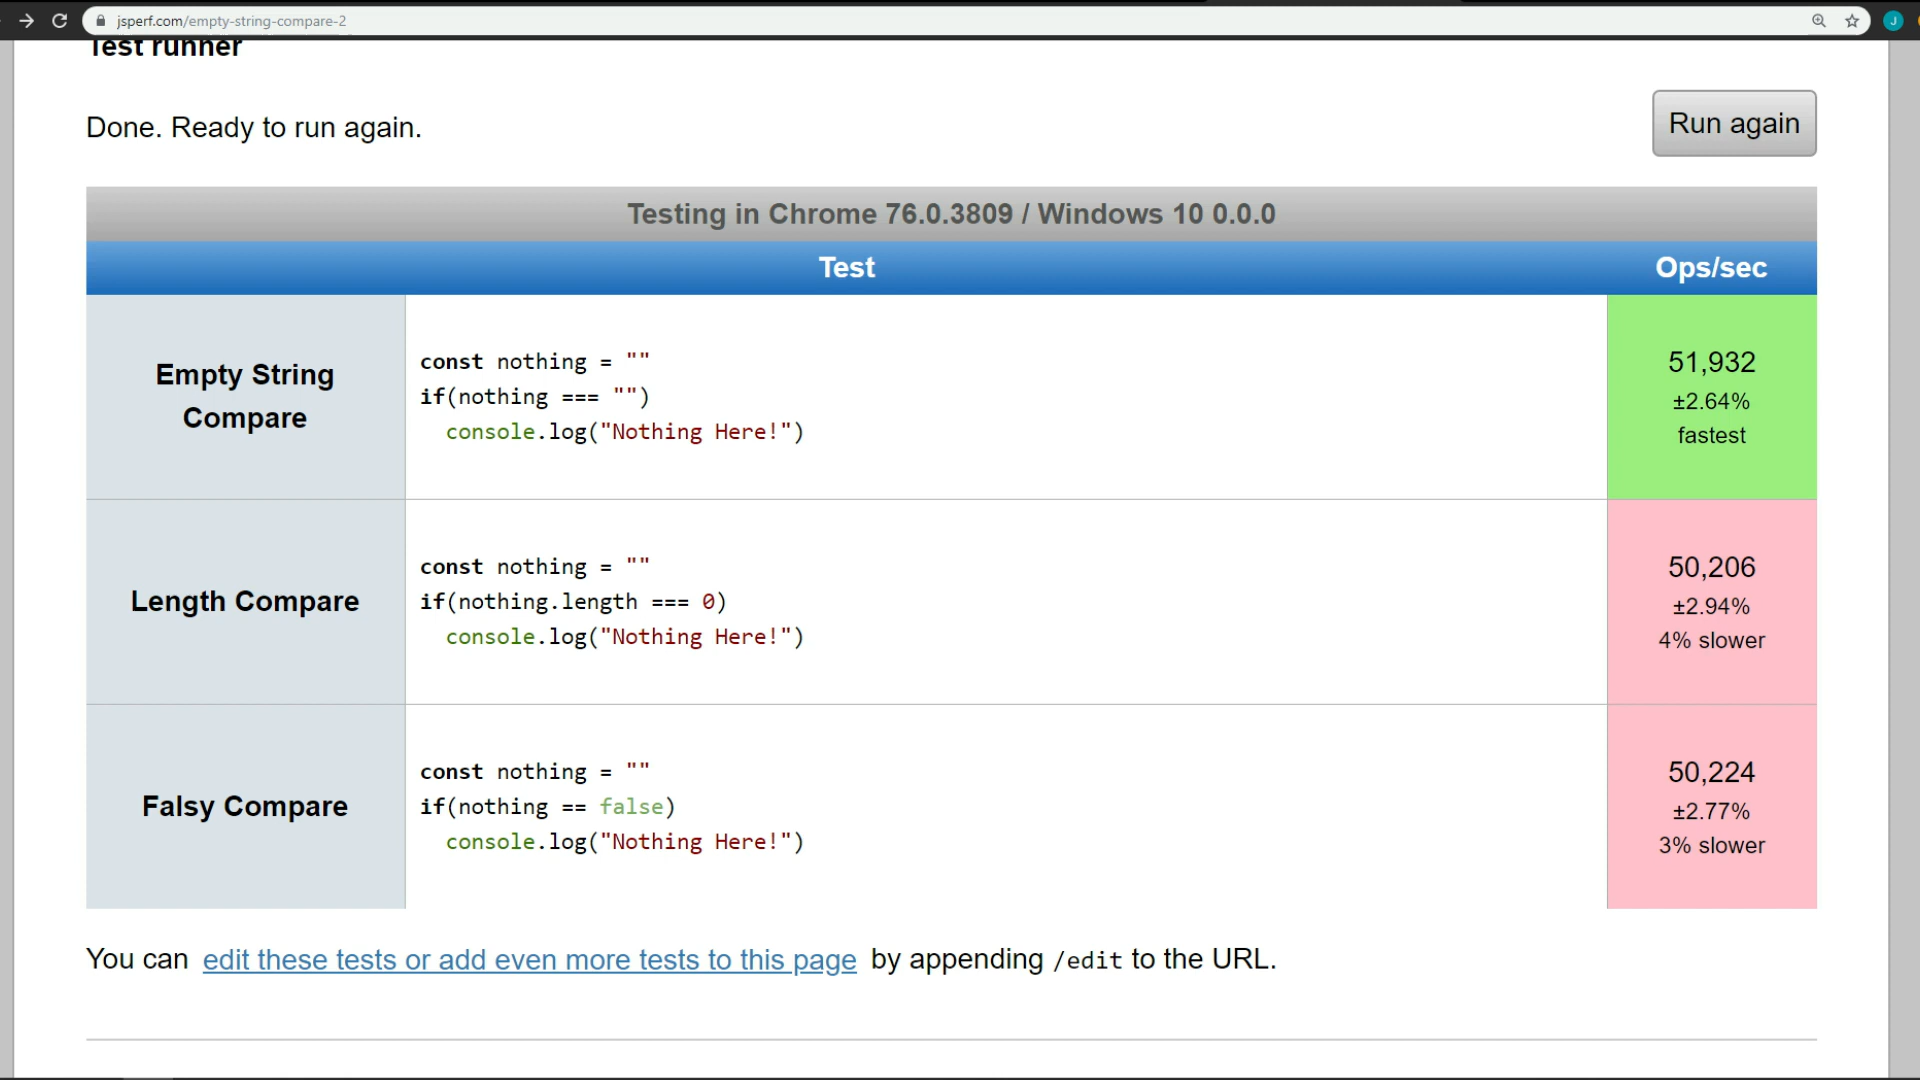 jsperf.com/empty-string-compare-2
J
Test runner
Done. Ready to run again.
Run again
Testing in Chrome 76.0.3809 / Windows 10 0.0.0
Test
Ops/sec
Empty String
Compare
const nothing = ""
if(nothing === "")
console.log("Nothing Here!")
51,932
±2.64%
fastest
Length Compare
const nothing = ""
if(nothing.length === 0)
console.log("Nothing Here!")
50,206
±2.94%
4% slower
Falsy Compare
const nothing = ""
if(nothing == false)
console.log("Nothing Here!")
50,224
±2.77%
3% slower
You can edit these tests or add even more tests to this page by appending /edit to the URL.